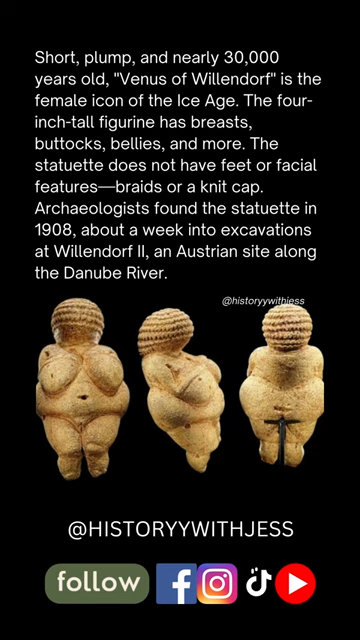 Short, plump, and nearly 30,000
years old, "Venus of Willendorf" is the
female icon of the Ice Age. The four-
inch-tall figurine has breasts,
buttocks, bellies, and more. The
statuette does not have feet or facial
features—braids or a knit cap.
Archaeologists found the statuette in
1908, about a week into excavations
at Willendorf II, an Austrian site along
the Danube River.
@historyywithjess
@HISTORYYWITHJESS
follow